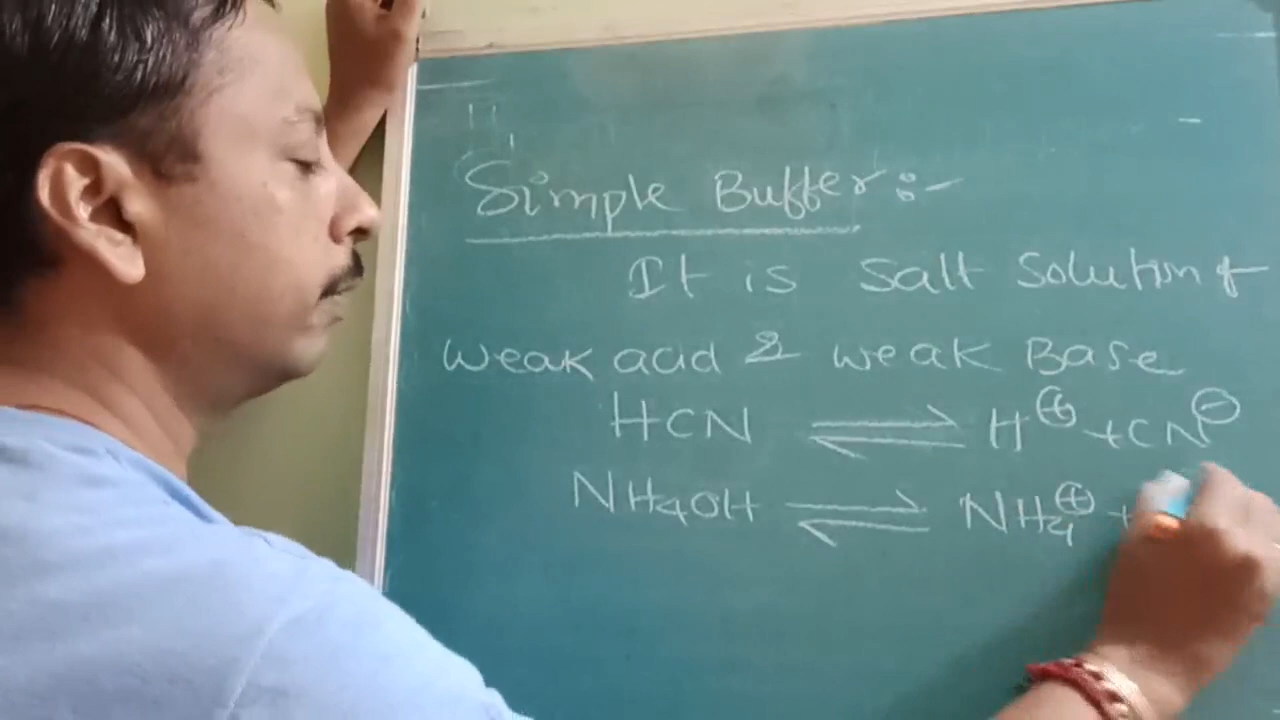 Simple Buffer :-
It is salt solution of
weak acid & weak Base
HCN ⇌ H⊕ + CN⊖
NH4OH ⇌ NH4⊕ +